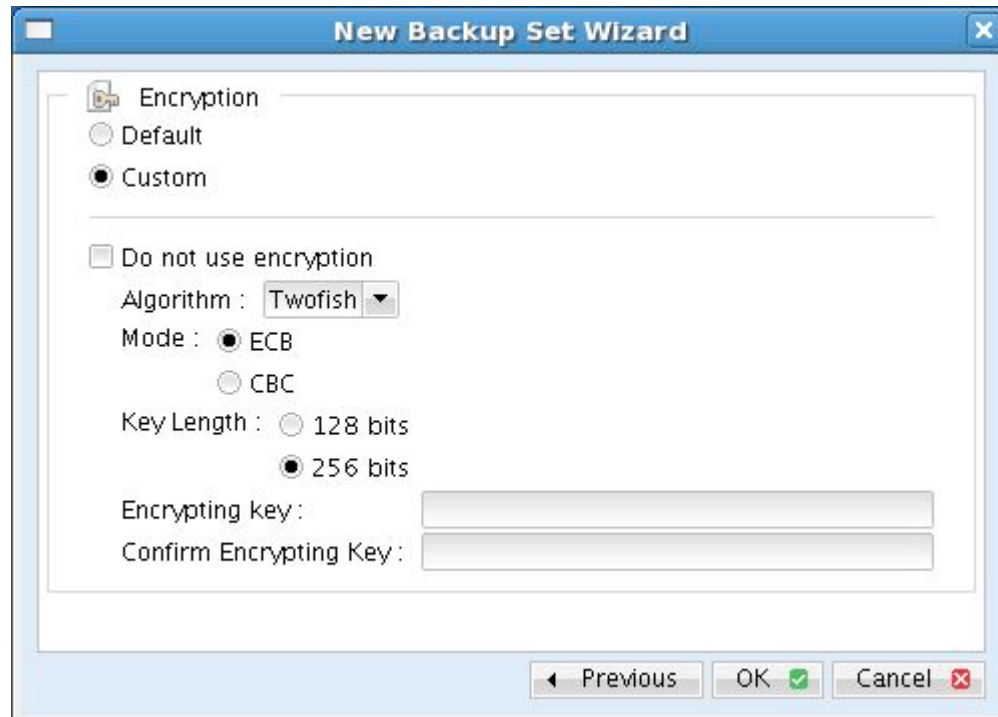 New Backup Set Wizard
Encryption
Default
Custom
Do not use encryption
Algorithm : Twofish
Mode : ECB
CBC
Key Length : 128 bits
256 bits
Encrypting key :
Confirm Encrypting Key :
Previous OK Cancel